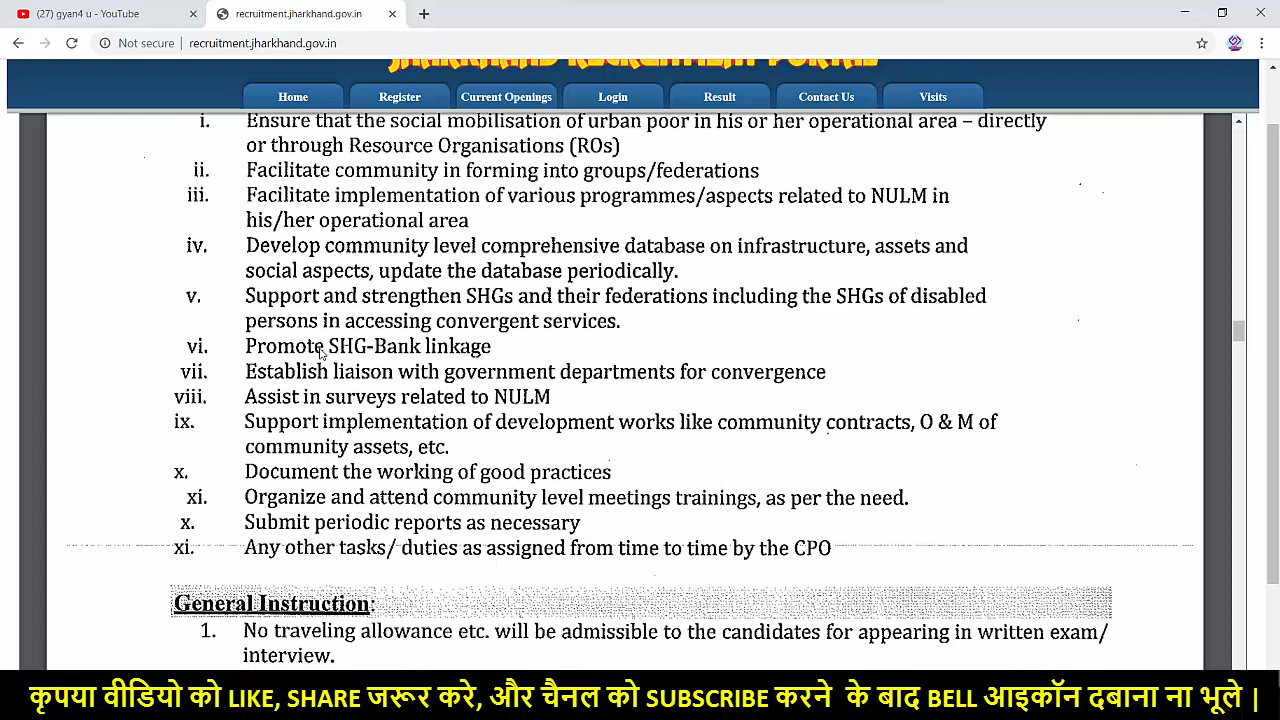 (27) gyan4 u - YouTube
recruitment.jharkhand.gov.in
Not secure
recruitment.jharkhand.gov.in
JHARKHAND RECRUITMENT PORTAL
Home Register Current Openings Login Result Contact Us Visits
i. Ensure that the social mobilisation of urban poor in his or her operational area – directly
or through Resource Organisations (ROs)
ii. Facilitate community in forming into groups/federations
iii. Facilitate implementation of various programmes/aspects related to NULM in
his/her operational area
iv. Develop community level comprehensive database on infrastructure, assets and
social aspects, update the database periodically.
v. Support and strengthen SHGs and their federations including the SHGs of disabled
persons in accessing convergent services.
vi. Promote SHG-Bank linkage
vii. Establish liaison with government departments for convergence
viii. Assist in surveys related to NULM
ix. Support implementation of development works like community contracts, O & M of
community assets, etc.
x. Document the working of good practices
xi. Organize and attend community level meetings trainings, as per the need.
x. Submit periodic reports as necessary
xi. Any other tasks/ duties as assigned from time to time by the CPO
General Instruction:
1. No traveling allowance etc. will be admissible to the candidates for appearing in written exam/
interview.
कृपया वीडियो को LIKE, SHARE जरूर करे, और चैनल को SUBSCRIBE करने के बाद BELL आइकॉन दबाना ना भूले |